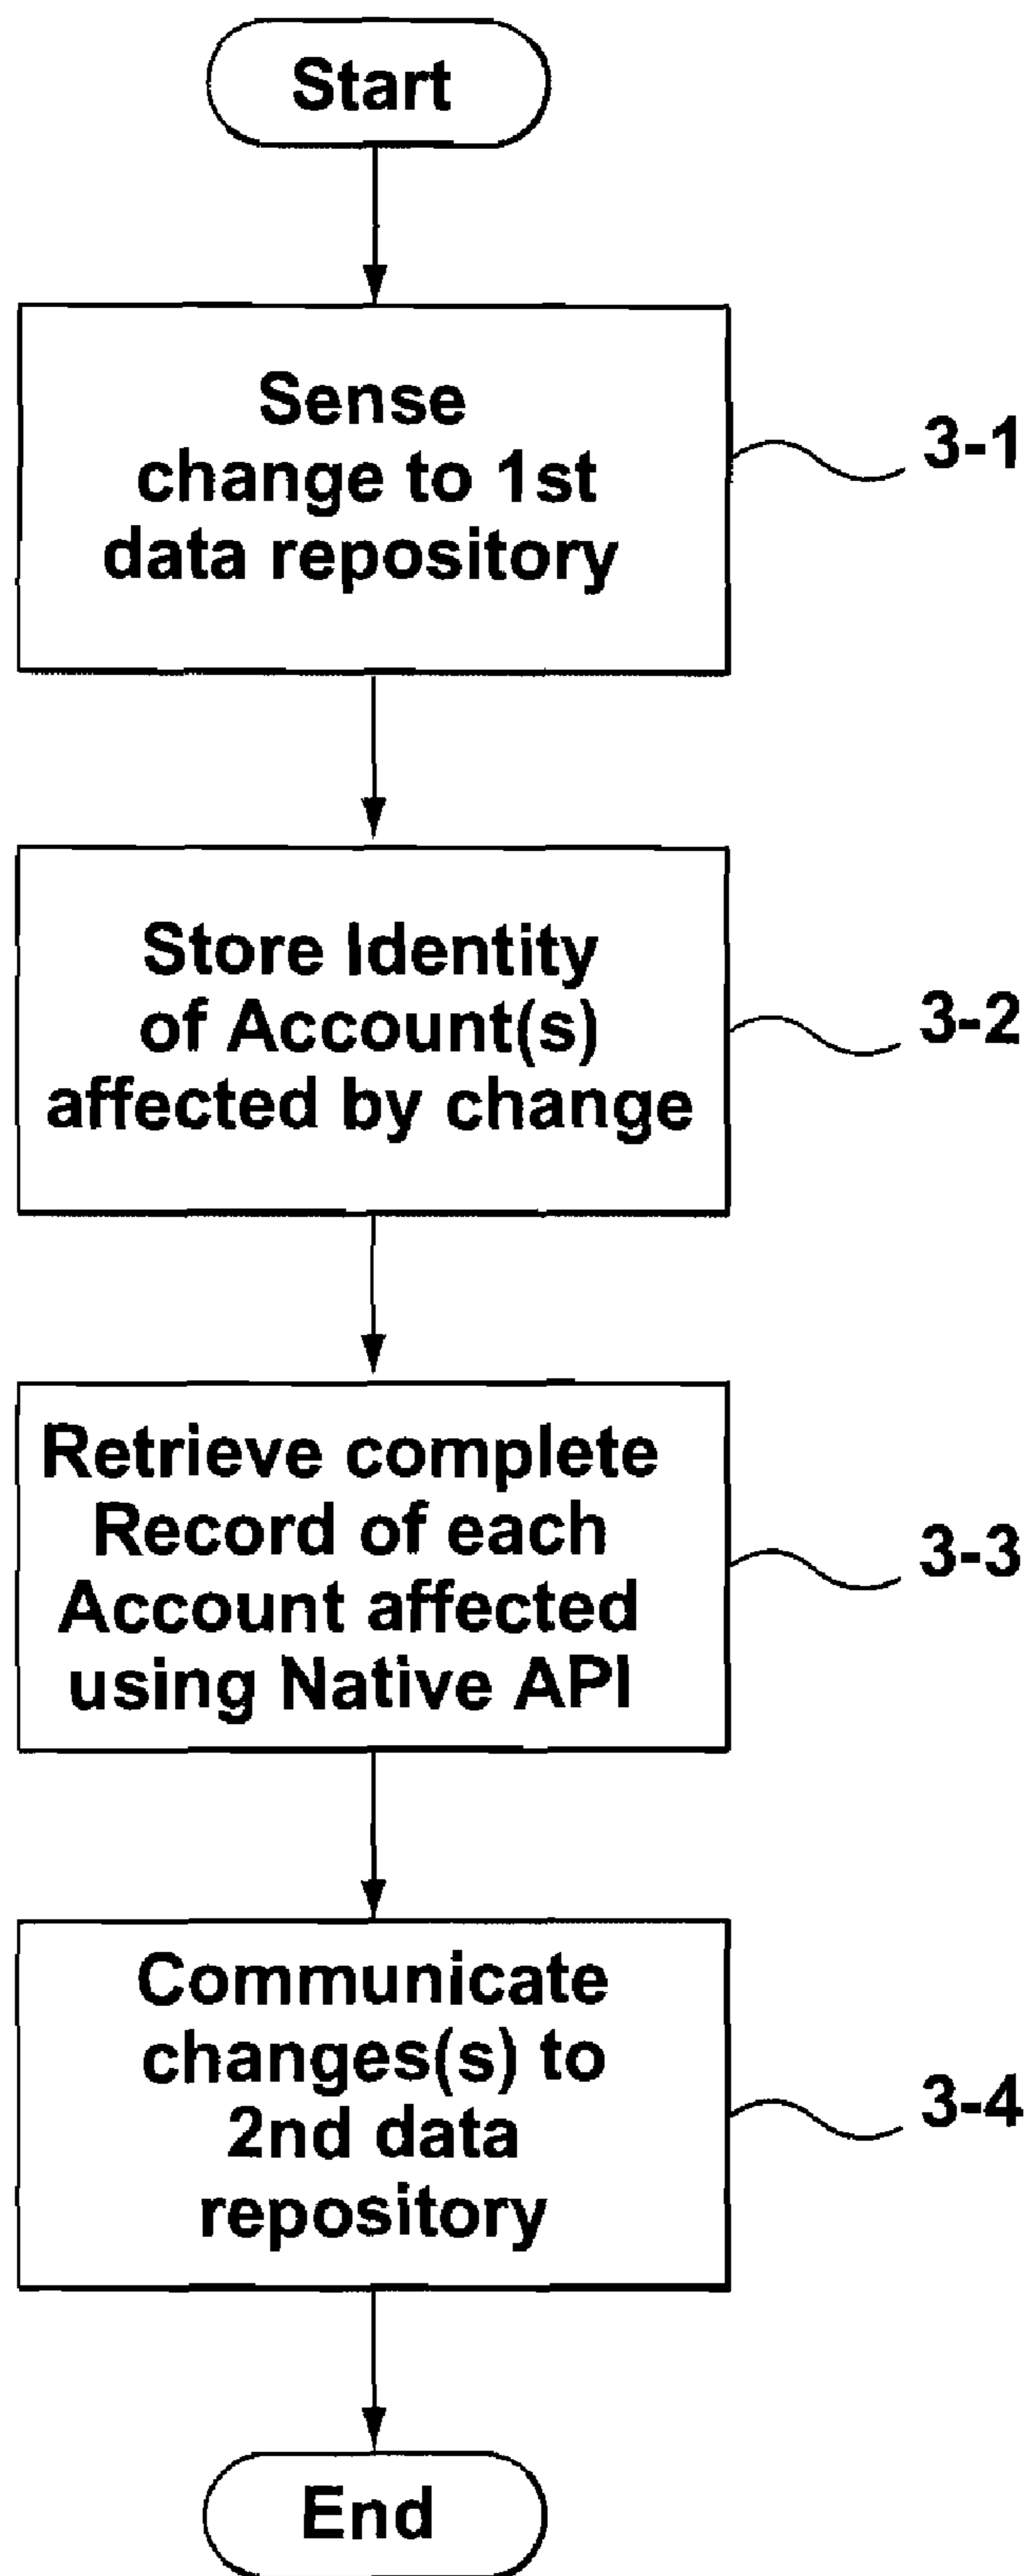 Start
Sense
change to 1st
data repository
3-1
Store Identity
of Account(s)
affected by change
3-2
Retrieve complete
Record of each
Account affected
using Native API
3-3
Communicate
changes(s) to
2nd data
repository
3-4
End